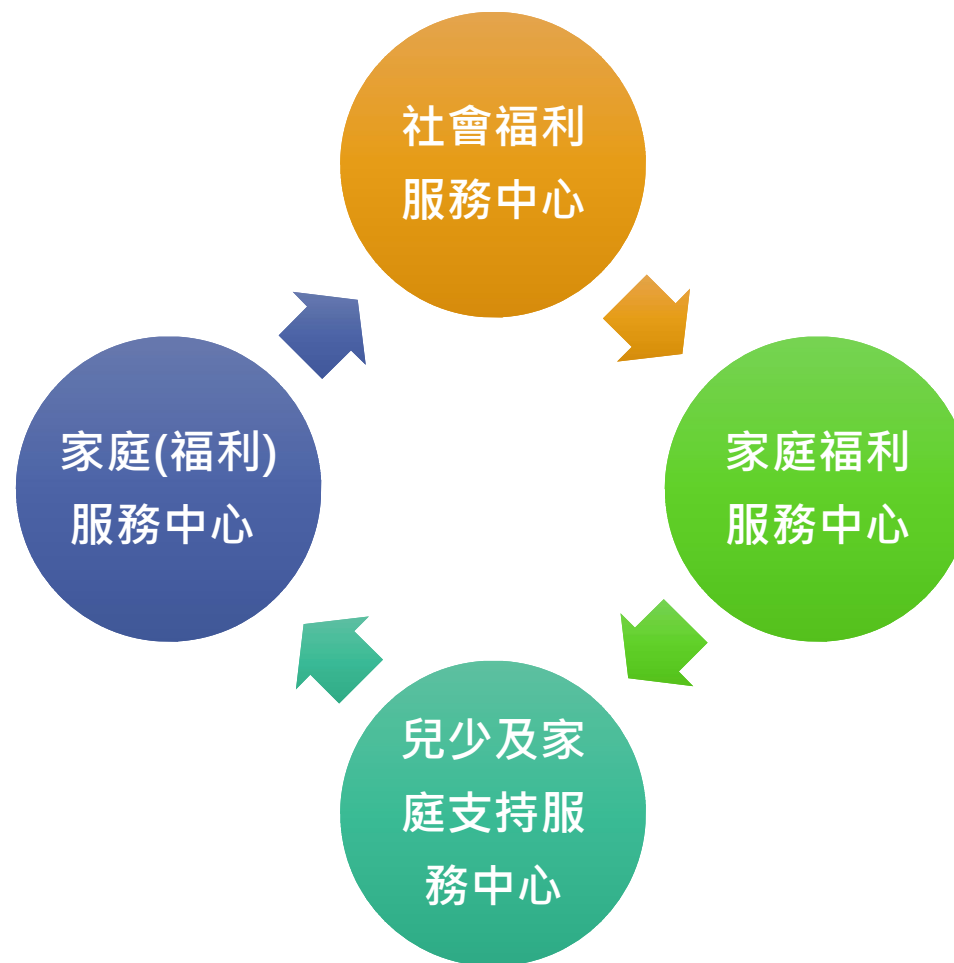 社會福利
服務中心
家庭福利
服務中心
兒少及家
庭支持服
務中心
家庭(福利)
服務中心